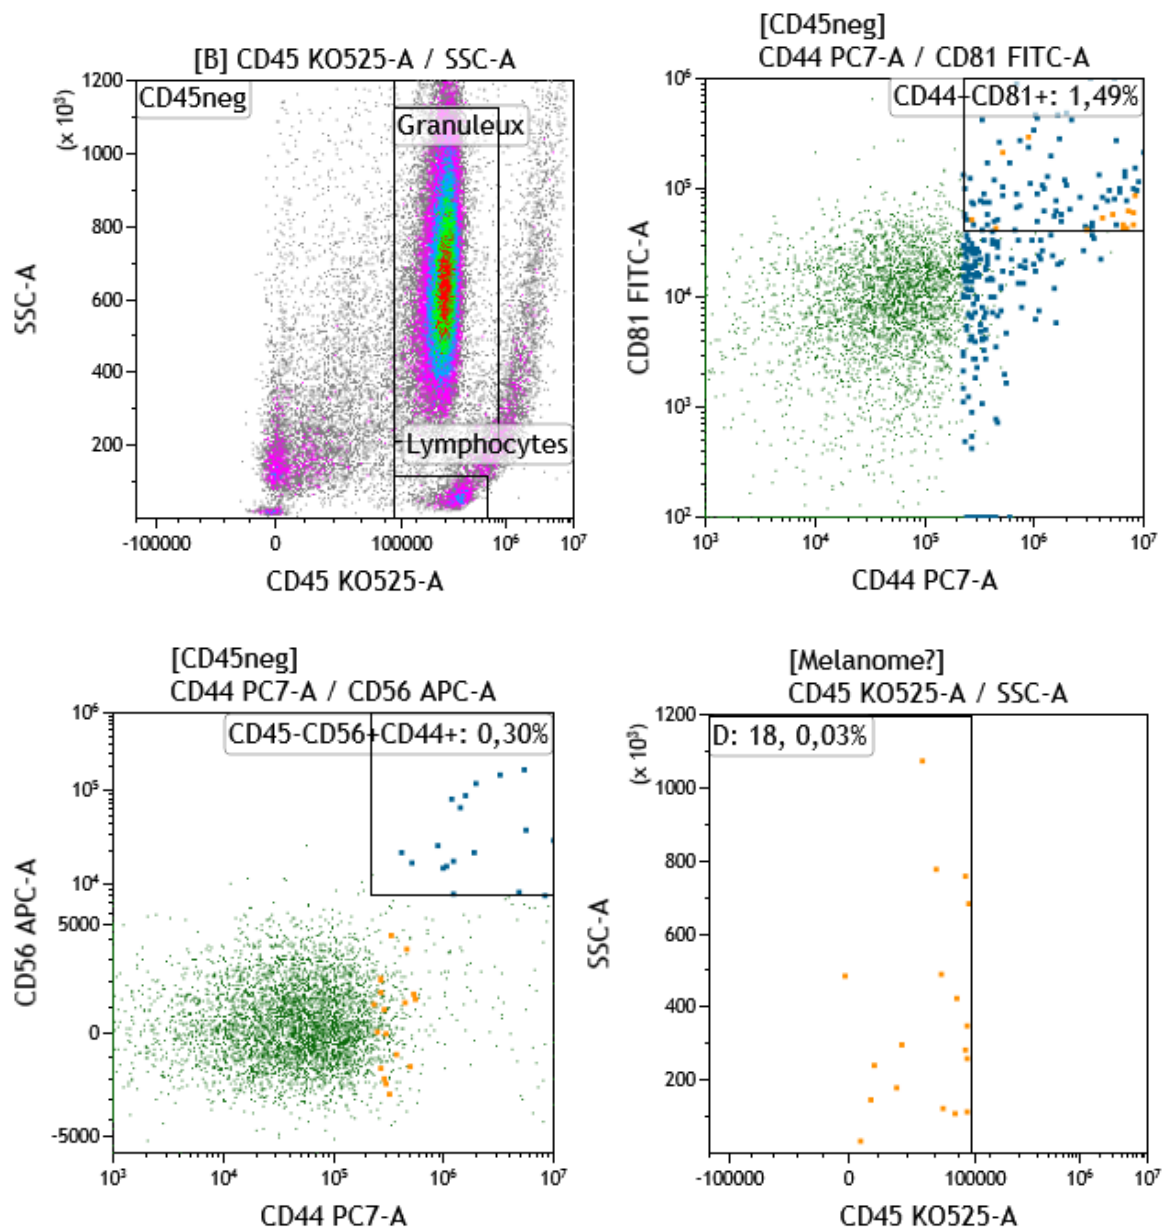 [B] CD45 KO525-A / SSC-A
CD45neg
Granuleux
Lymphocytes
(x 10³)
1200
1000
800
600
400
200
SSC-A
-100000 0 100000 10⁶ 10⁷
CD45 KO525-A
[CD45neg]
CD44 PC7-A / CD81 FITC-A
CD44+CD81+: 1,49%
10⁶
10⁵
10⁴
10³
10²
CD81 FITC-A
10³ 10⁴ 10⁵ 10⁶ 10⁷
CD44 PC7-A
[CD45neg]
CD44 PC7-A / CD56 APC-A
CD45-CD56+CD44+: 0,30%
10⁶
10⁵
10⁴
5000
0
-5000
CD56 APC-A
10³ 10⁴ 10⁵ 10⁶ 10⁷
CD44 PC7-A
[Melanome?]
CD45 KO525-A / SSC-A
D: 18, 0,03%
(x 10³)
1200
1000
800
600
400
200
SSC-A
-100000 0 100000 10⁶ 10⁷
CD45 KO525-A